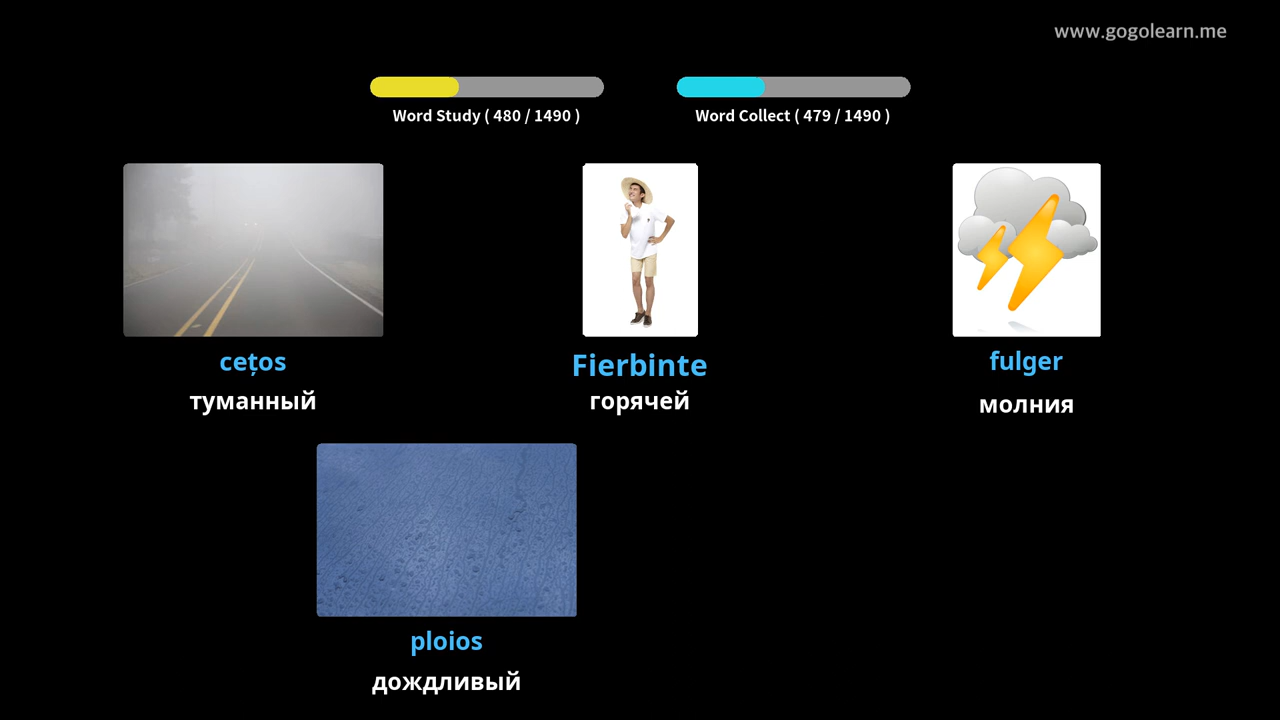 www.gogolearn.me
Word Study ( 480 / 1490 )
Word Collect ( 479 / 1490 )
cețos
туманный
Fierbinte
горячей
fulger
молния
ploios
дождливый